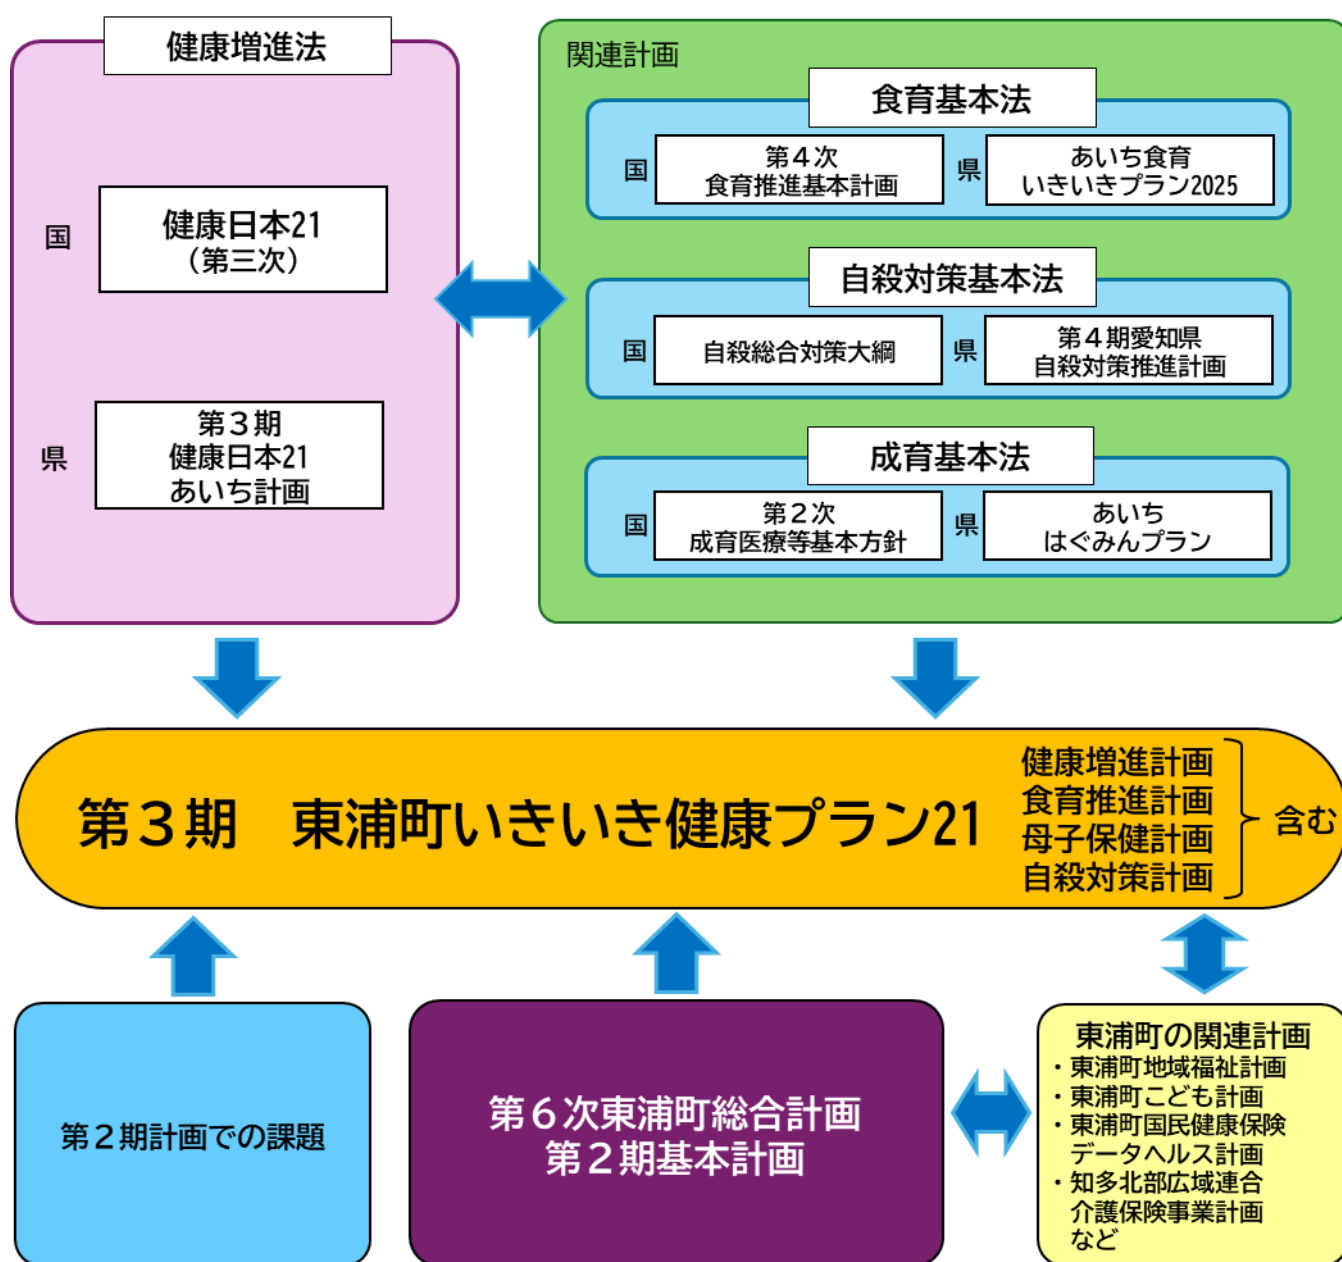 健康増進法
国
健康日本21
（第三次）
県
第３期
健康日本21
あいち計画
関連計画
食育基本法
国
第４次
食育推進基本計画
県
あいち食育
いきいきプラン2025
自殺対策基本法
国
自殺総合対策大綱
県
第４期愛知県
自殺対策推進計画
成育基本法
国
第２次
成育医療等基本方針
県
あいち
はぐみんプラン
第３期　東浦町いきいき健康プラン21
健康増進計画
食育推進計画
母子保健計画
自殺対策計画
含む
第２期計画での課題
第６次東浦町総合計画
第２期基本計画
東浦町の関連計画
・東浦町地域福祉計画
・東浦町こども計画
・東浦町国民健康保険
データヘルス計画
・知多北部広域連合
介護保険事業計画
など